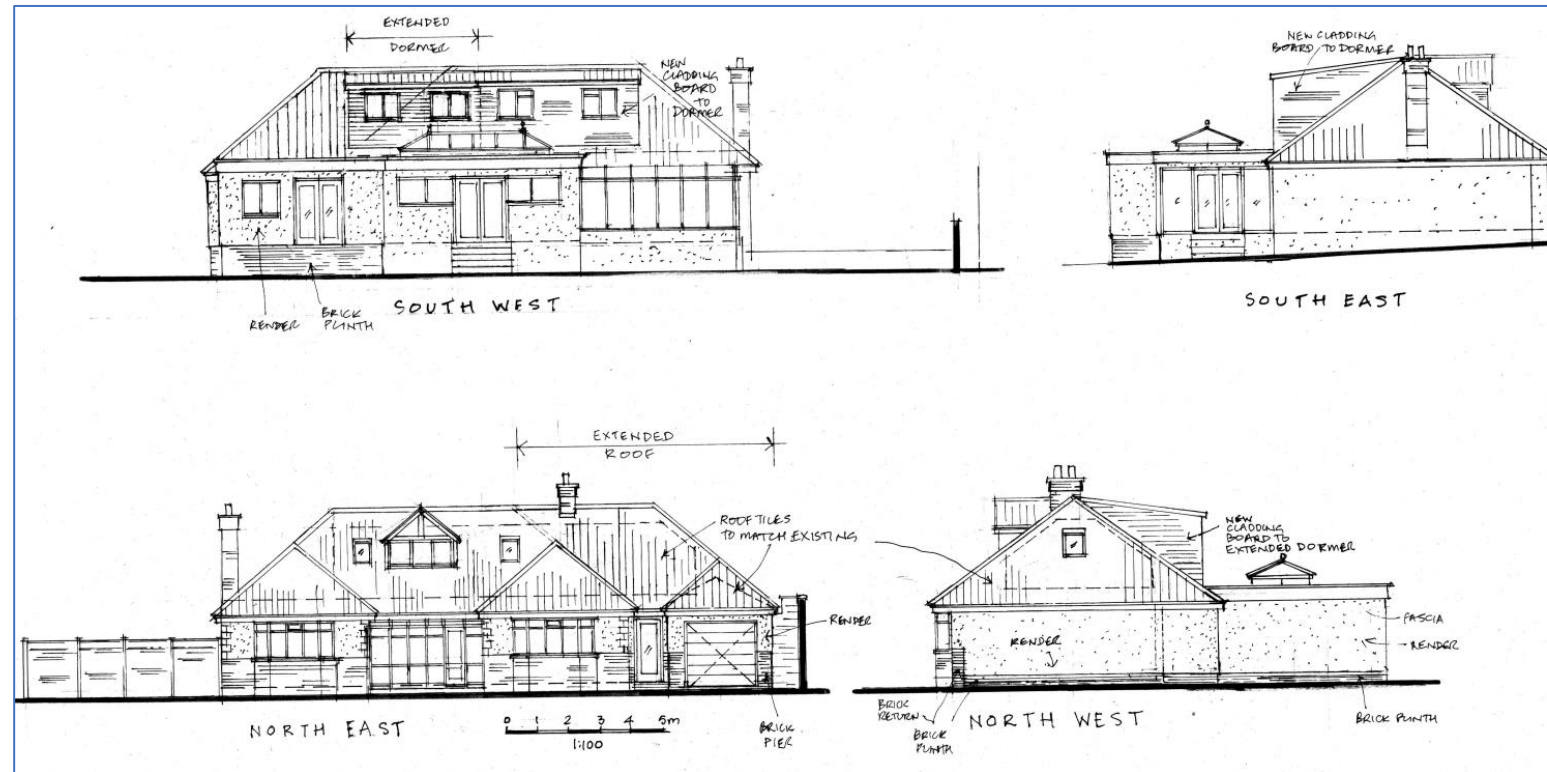 EXTENDED
DORMER
NEW
CLADDING
BOARD
TO
DORMER
RENDER
BRICK
PLINTH
SOUTH WEST
NEW CLADDING
BOARD TO DORMER
SOUTH EAST
EXTENDED
ROOF
ROOF TILES
TO MATCH EXISTING
RENDER
BRICK
PIER
NORTH EAST
0 1 2 3 4 5m
1:100
NEW
CLADDING
BOARD TO
EXTENDED DORMER
FASCIA
RENDER
RENDER
BRICK
RETURN
BRICK
PLINTH
NORTH WEST
BRICK PLINTH